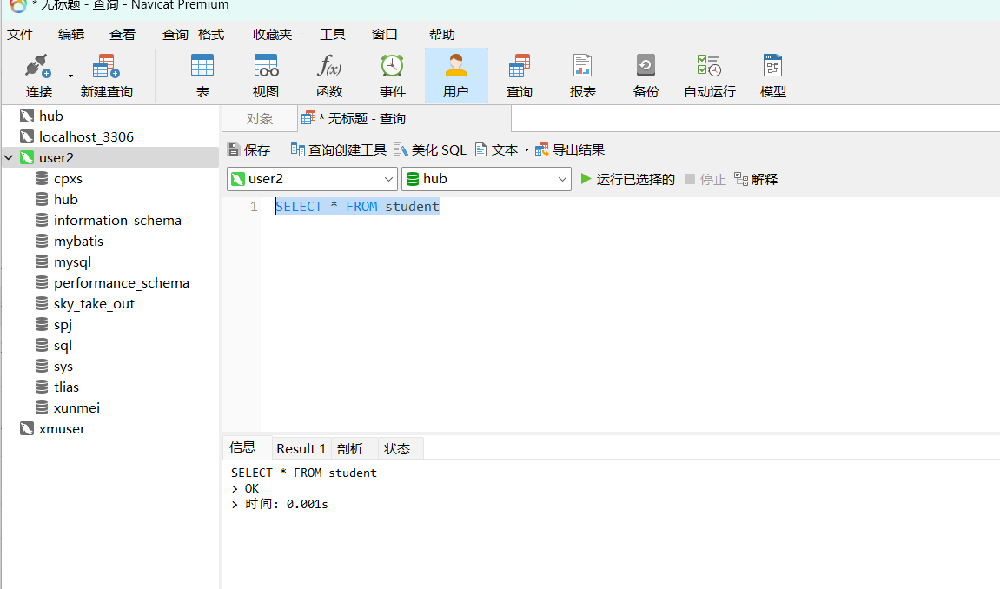 * 无标题 - 查询 - Navicat Premium
文件 编辑 查看 查询 格式 收藏夹 工具 窗口 帮助
连接 新建查询 表 视图 f(x) 函数 事件 用户 查询 报表 备份 自动运行 模型
hub
localhost_3306
user2
cpxs
hub
information_schema
mybatis
mysql
performance_schema
sky_take_out
spj
sql
sys
tlias
xunmei
xmuser
对象 * 无标题 - 查询
保存 查询创建工具 美化 SQL 文本 导出结果
user2 hub 运行已选择的 停止 解释
1 SELECT * FROM student
信息 Result 1 剖析 状态
SELECT * FROM student
> OK
> 时间: 0.001s